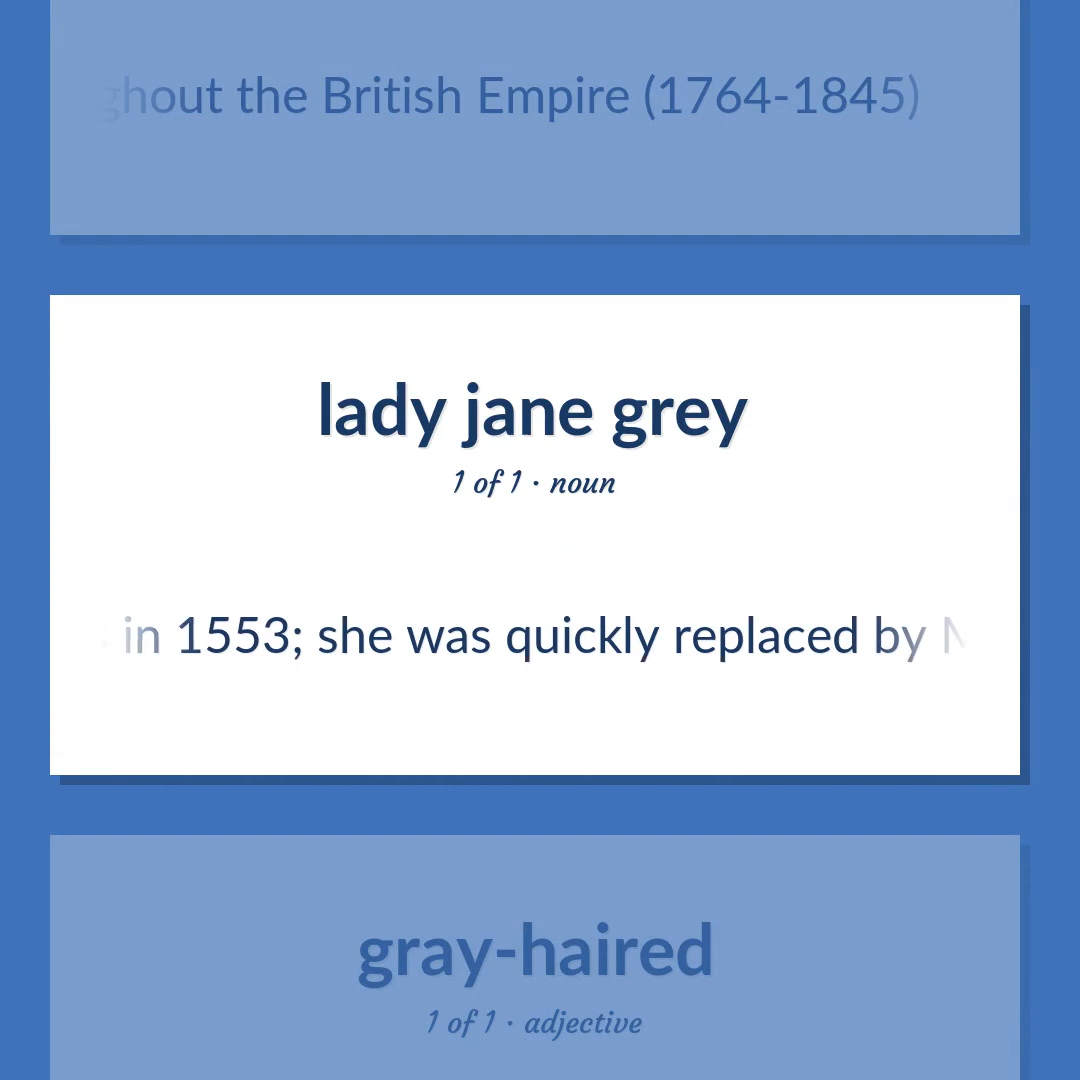 ghout the British Empire (1764-1845)
lady jane grey
1 of 1 · noun
in 1553; she was quickly replaced by
gray-haired
1 of 1 · adjective